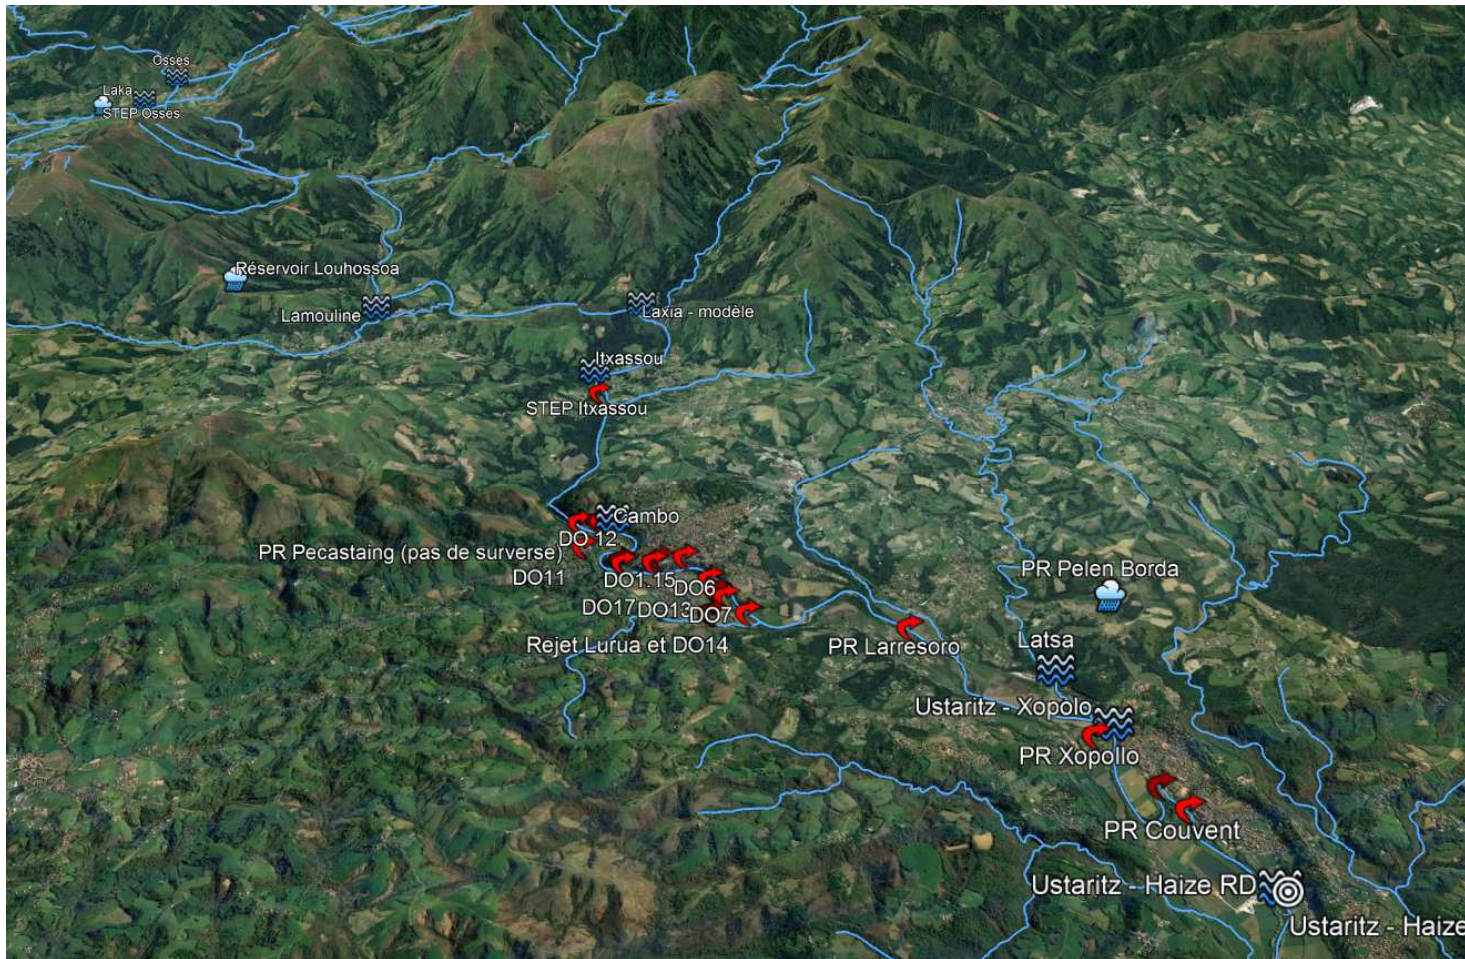 Osses
Laka
STEP Osses
Réservoir Louhossoa
Lamouline
Laxia - modèle
Itxassou
STEP Itxassou
Cambo
DO 12
PR Pecastaing (pas de surverse)
DO11
DO1.15
DO6
DO17
DO13
DO7
Rejet Lurua et DO14
PR Larresoro
PR Pelen Borda
Latsa
Ustaritz - Xopolo
PR Xopollo
PR Couvent
Ustaritz - Haize RD
Ustaritz - Haize